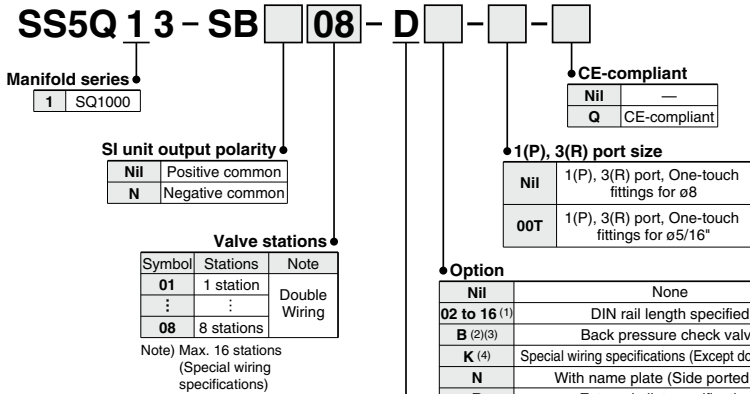 SS5Q 1 3 – SB 08 – D – –
Manifold series
1 SQ1000
CE-compliant
Nil —
Q CE-compliant
SI unit output polarity
Nil Positive common
N Negative common
1(P), 3(R) port size
Nil 1(P), 3(R) port, One-touch
fittings for ø8
00T 1(P), 3(R) port, One-touch
fittings for ø5/16"
Valve stations
Symbol Stations Note
01 1 station Double
Wiring
⋮ ⋮
08 8 stations
Note) Max. 16 stations
(Special wiring
specifications)
Option
Nil None
02 to 16 (1) DIN rail length specified
B (2)(3) Back pressure check valv
K (4) Special wiring specifications (Except do
N With name plate (Side ported